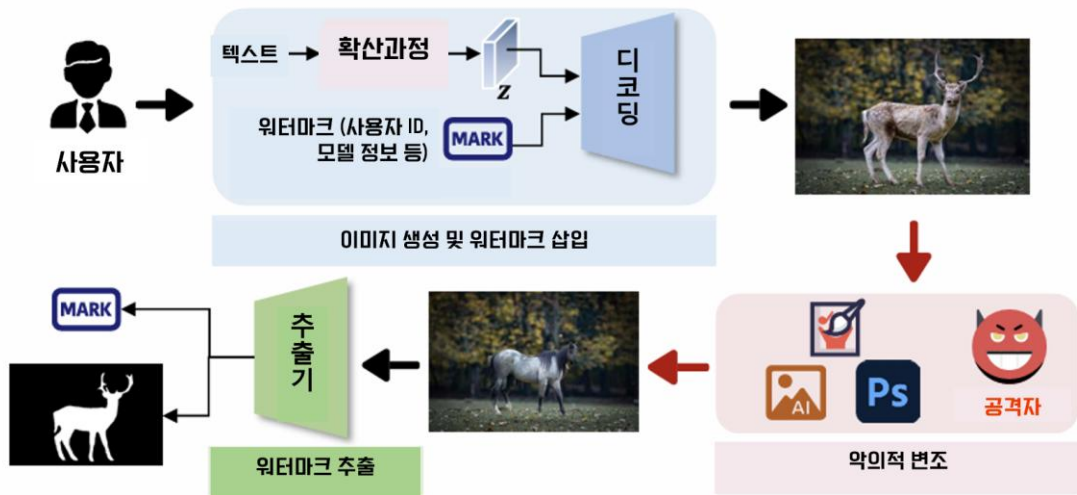 사용자
텍스트
확산과정
z
워터마크 (사용자 ID,
모델 정보 등)
MARK
디코딩
이미지 생성 및 워터마크 삽입
MARK
추출기
워터마크 추출
AI
Ps
공격자
악의적 변조